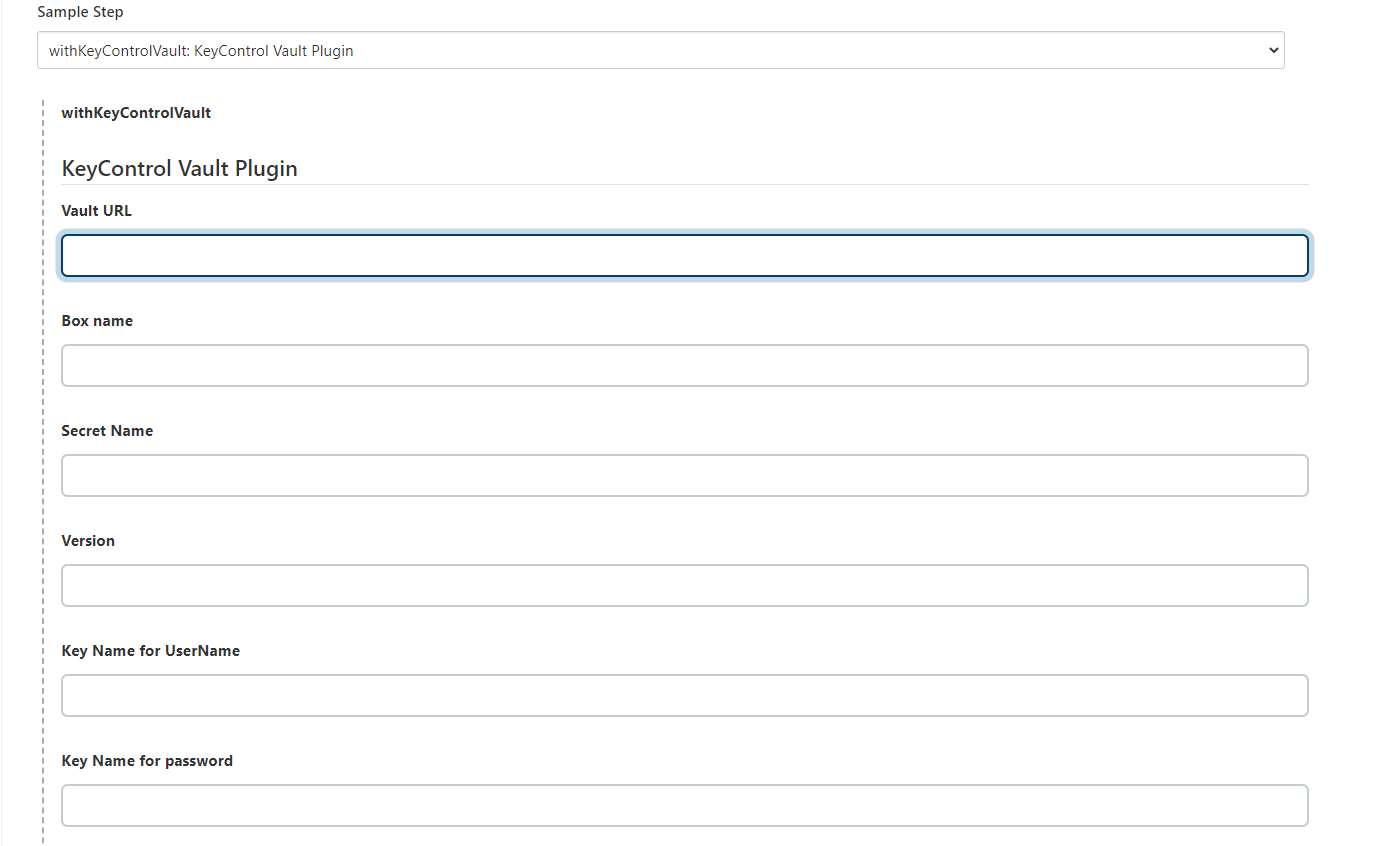 Sample Step
withKeyControlVault: KeyControl Vault Plugin
withKeyControlVault
KeyControl Vault Plugin
Vault URL
Box name
Secret Name
Version
Key Name for UserName
Key Name for password